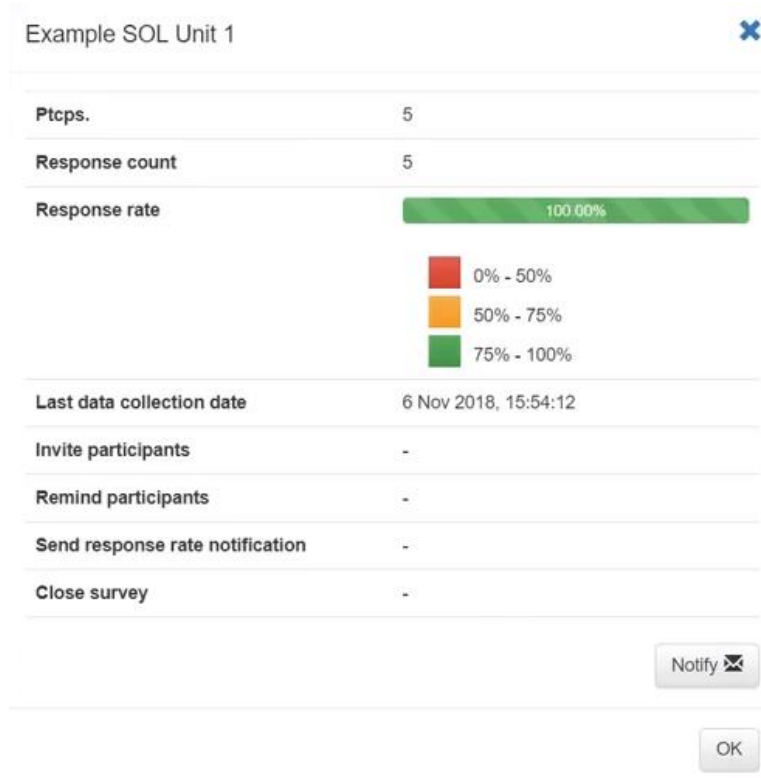 Example SOL Unit 1
Ptcps. 5
Response count 5
Response rate 100.00%
0% - 50%
50% - 75%
75% - 100%
Last data collection date 6 Nov 2018, 15:54:12
Invite participants -
Remind participants -
Send response rate notification -
Close survey -
Notify
OK